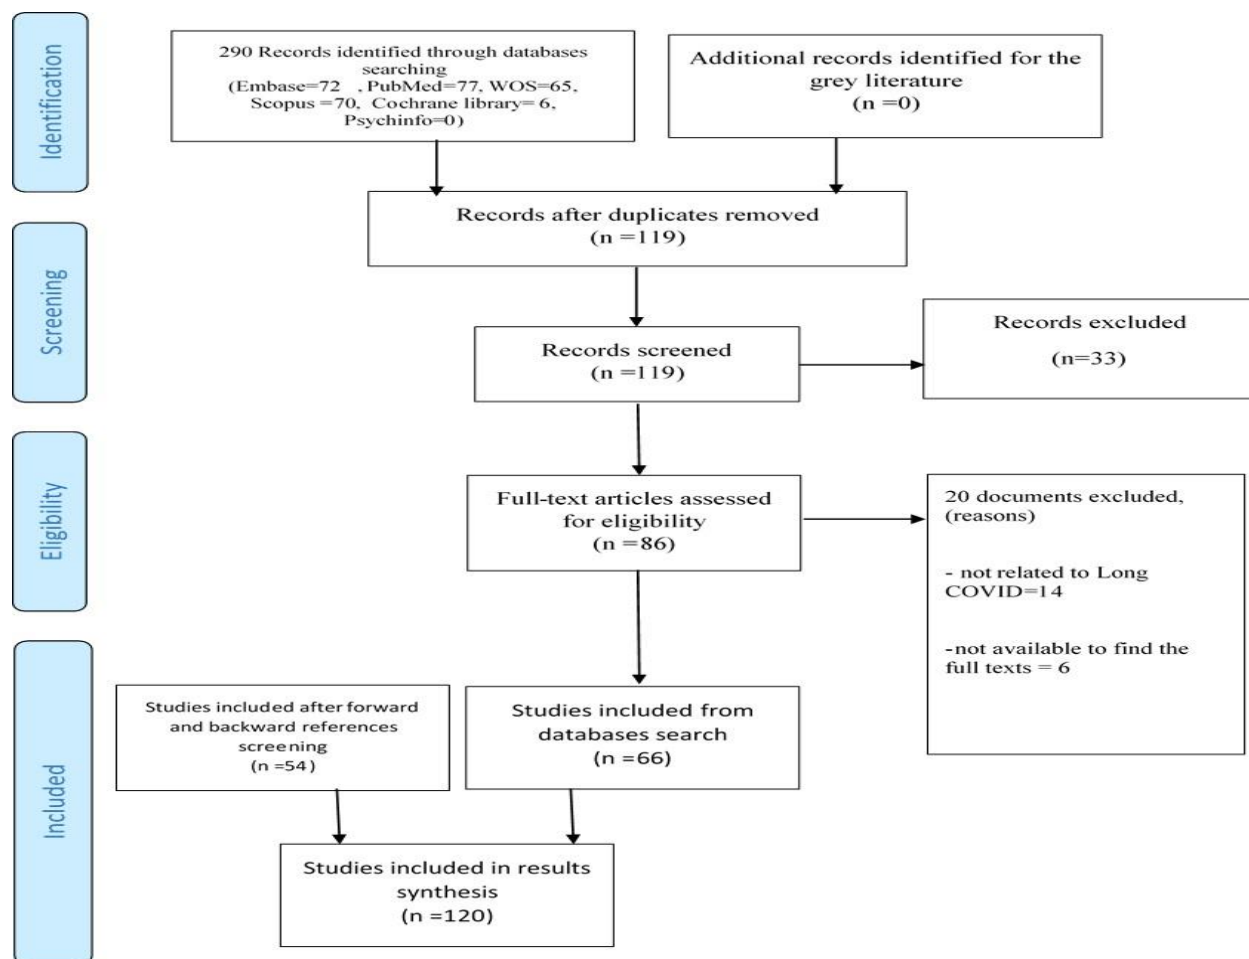 Identification
290 Records identified through databases
searching
(Embase=72 , PubMed=77, WOS=65,
Scopus =70, Cochrane library= 6,
Psychinfo=0)
Additional records identified for the
grey literature
(n =0)
Records after duplicates removed
(n =119)
Screening
Records screened
(n =119)
Records excluded
(n=33)
Eligibility
Full-text articles assessed
for eligibility
(n =86)
20 documents excluded,
(reasons)
- not related to Long
COVID=14
-not available to find the
full texts = 6
Included
Studies included after forward
and backward references
screening
(n =54)
Studies included from
databases search
(n =66)
Studies included in results
synthesis
(n =120)